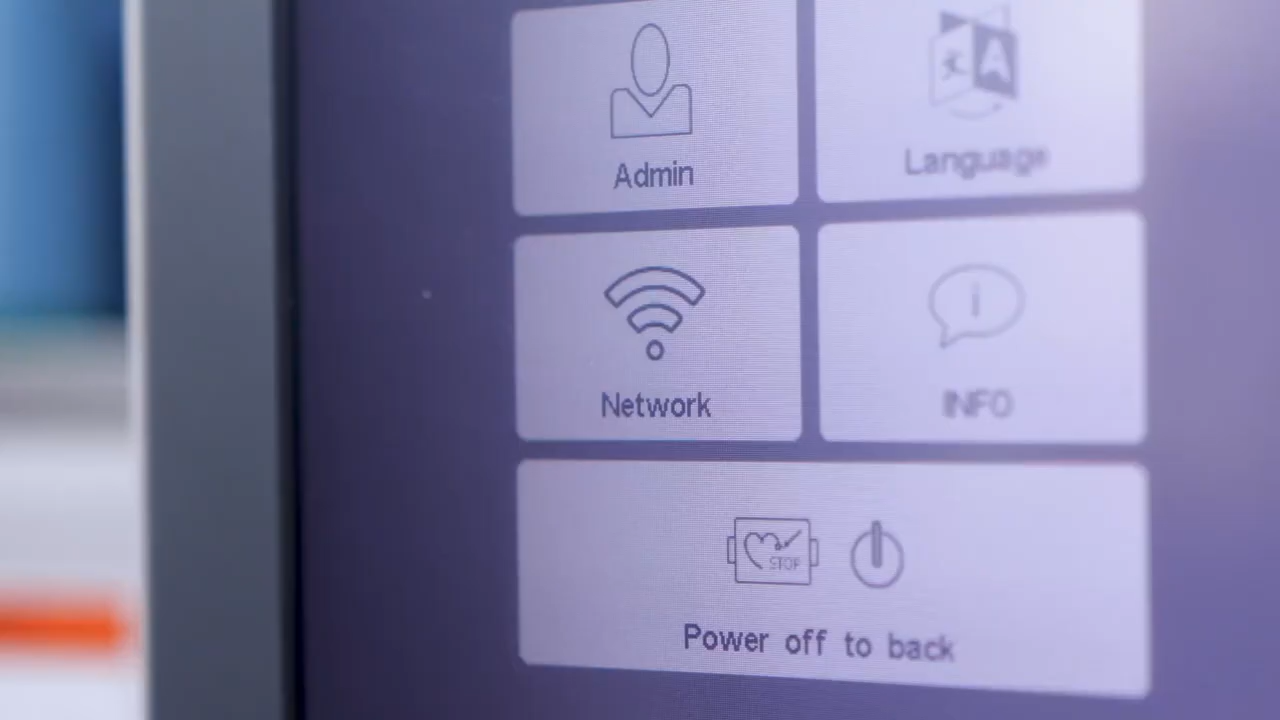 Admin
Language
Network
INFO
STOP
Power off to back